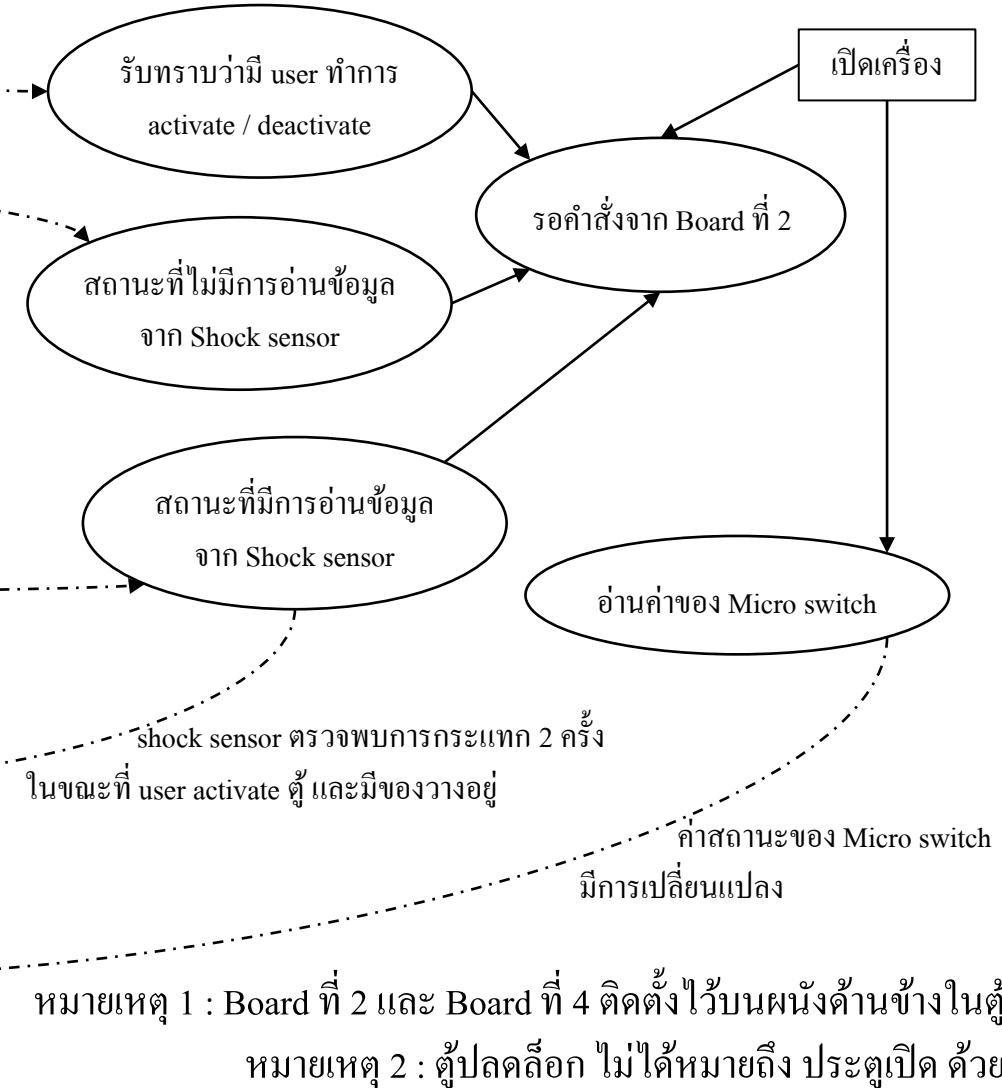 รับทราบว่ามี user ทำการ
activate / deactivate
เปิดเครื่อง
รอคำสั่งจาก Board ที่ 2
สถานะที่ไม่มีการอ่านข้อมูล
จาก Shock sensor
สถานะที่มีการอ่านข้อมูล
จาก Shock sensor
อ่านค่าของ Micro switch
shock sensor ตรวจพบการกระแทก 2 ครั้ง
ในขณะที่ user activate ตู้ และมีของวางอยู่
ค่าสถานะของ Micro switch
มีการเปลี่ยนแปลง
หมายเหตุ 1 : Board ที่ 2 และ Board ที่ 4 ติดตั้งไว้บนผนังด้านข้างในตู้
หมายเหตุ 2 : ตู้ปลดล็อก ไม่ได้หมายถึง ประตูเปิด ด้วย